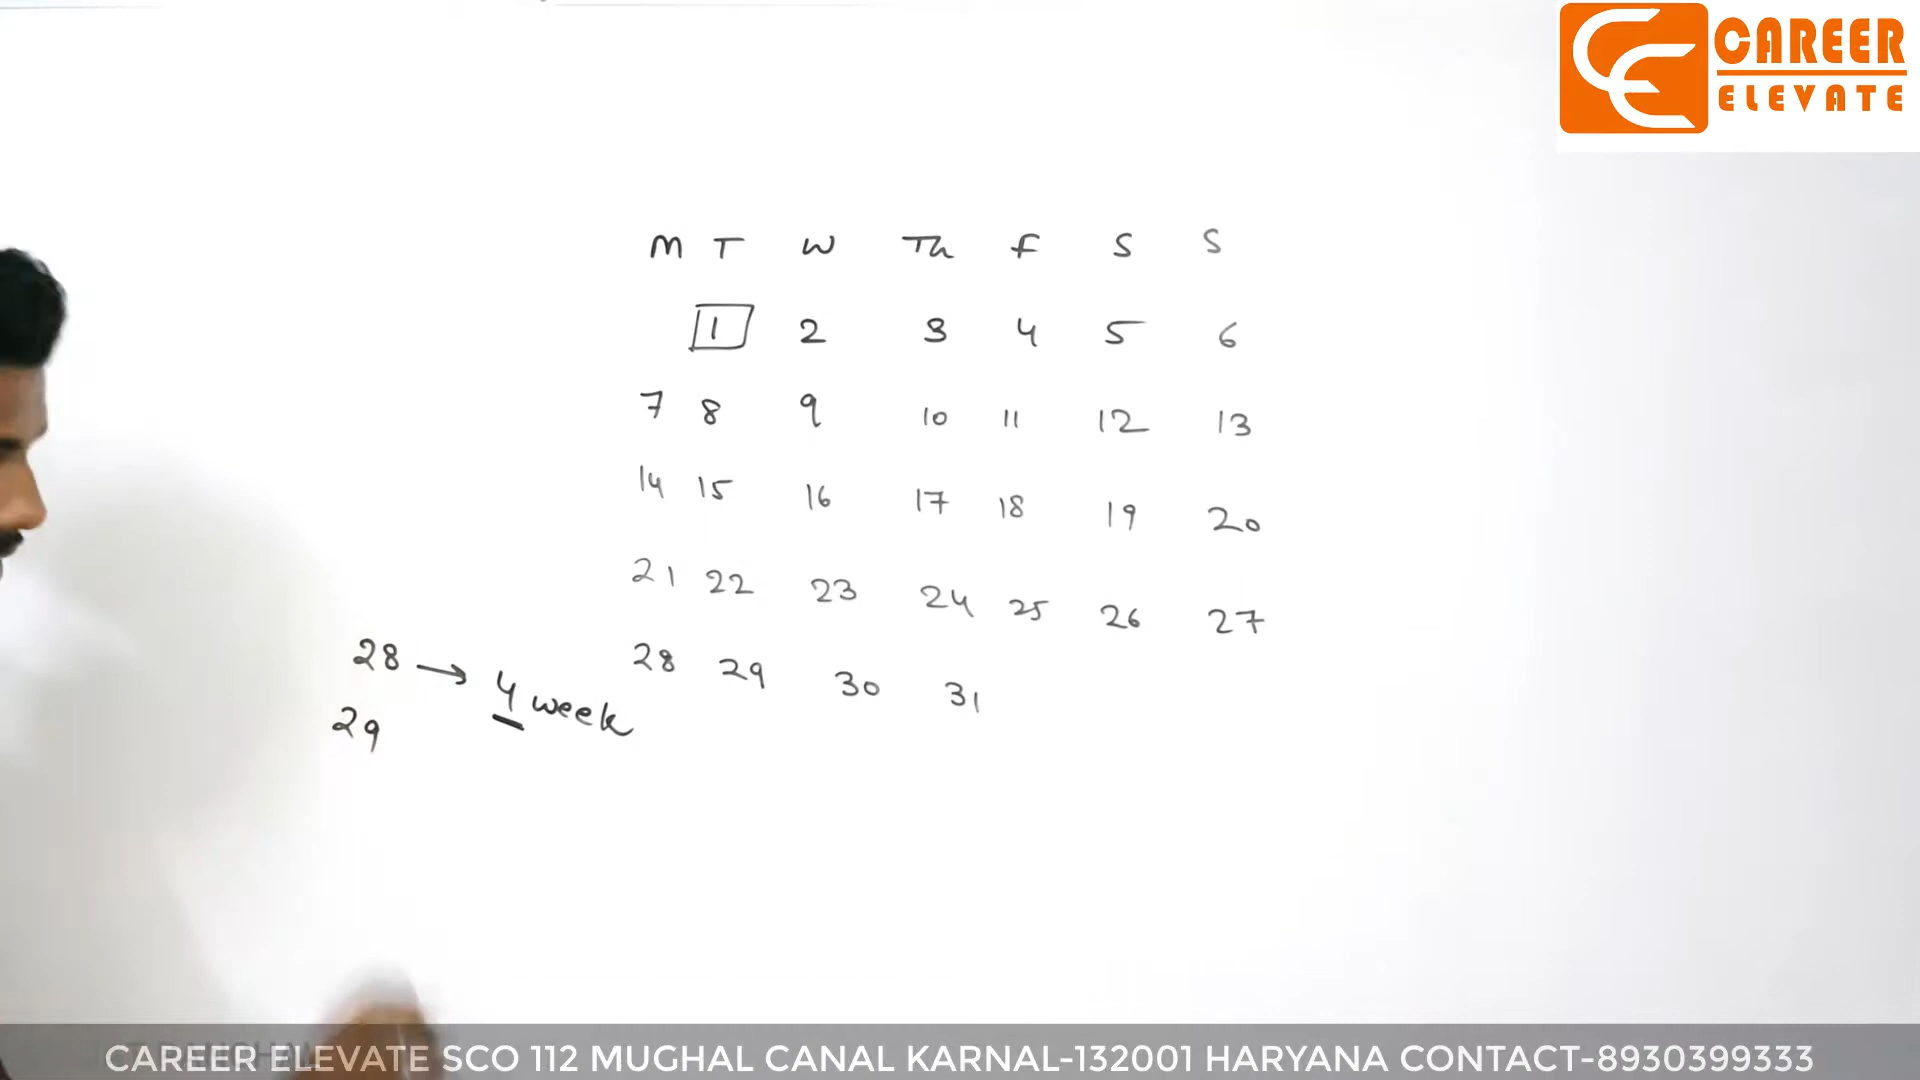 CAREER
ELEVATE
M T W Th F S S
1 2 3 4 5 6
7 8 9 10 11 12 13
14 15 16 17 18 19 20
21 22 23 24 25 26 27
28 29 30 31
28 → 4 week
29
CAREER ELEVATE SCO 112 MUGHAL CANAL KARNAL-132001 HARYANA CONTACT-8930399333